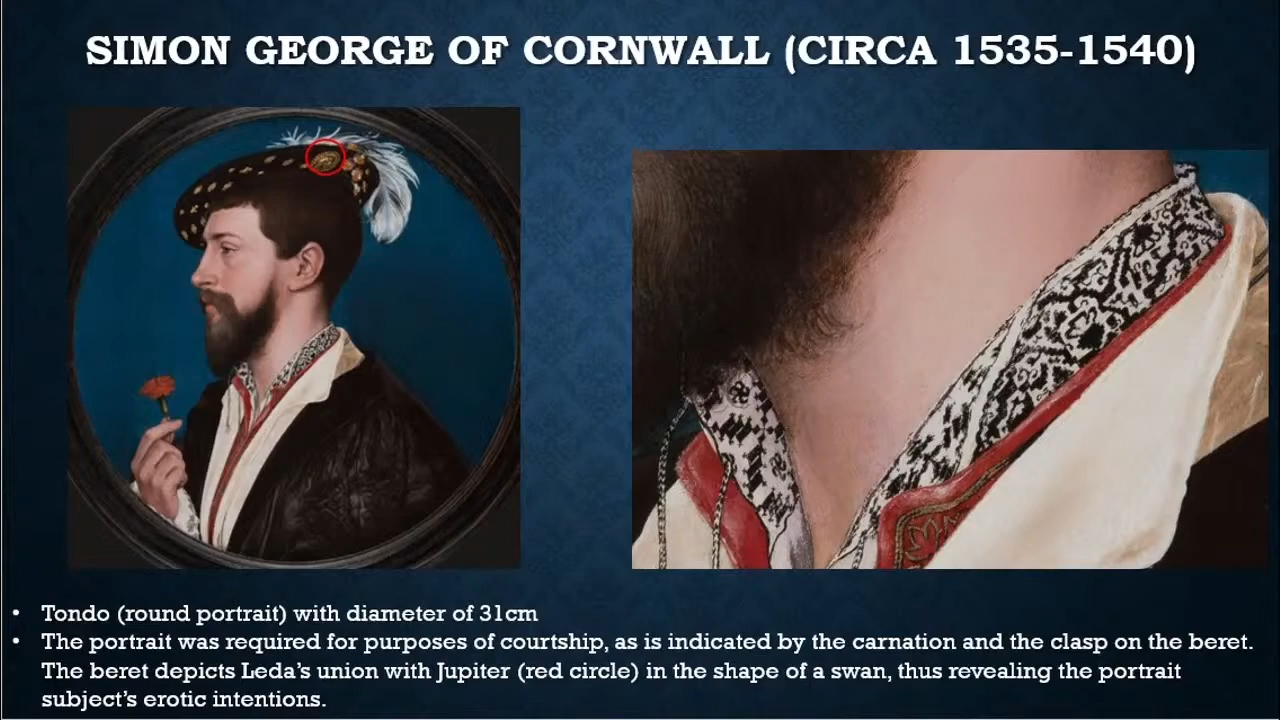 SIMON GEORGE OF CORNWALL (CIRCA 1535-1540)
• Tondo (round portrait) with diameter of 31cm
• The portrait was required for purposes of courtship, as is indicated by the carnation and the clasp on the beret.
The beret depicts Leda's union with Jupiter (red circle) in the shape of a swan, thus revealing the portrait
subject's erotic intentions.